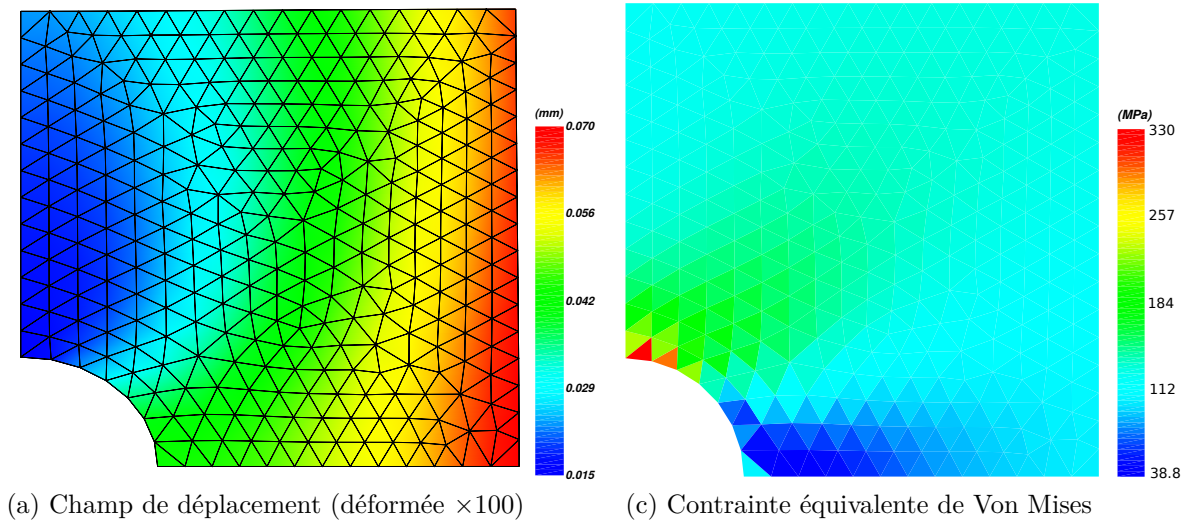 (mm)
0.070
0.056
0.042
0.029
0.015
(a) Champ de déplacement (déformée ×100)
(MPa)
330
257
184
112
38.8
(c) Contrainte équivalente de Von Mises